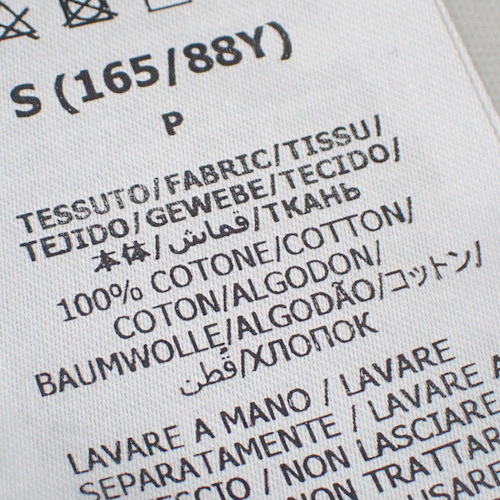 S (165/88Y)
P
TESSUTO/FABRIC/TISSU/
TEJIDO/GEWEBE/TECIDO/
本体/قماش/ТКАНЬ
100% COTONE/COTTON/
COTON/ALGODON/
BAUMWOLLE/ALGODÃO/コットン/
قطن/ХЛОПОК
LAVARE A MANO / LAVARE
SEPARATAMENTE / LAVARE A
/ NON LASCIARE
NON TRATTAR